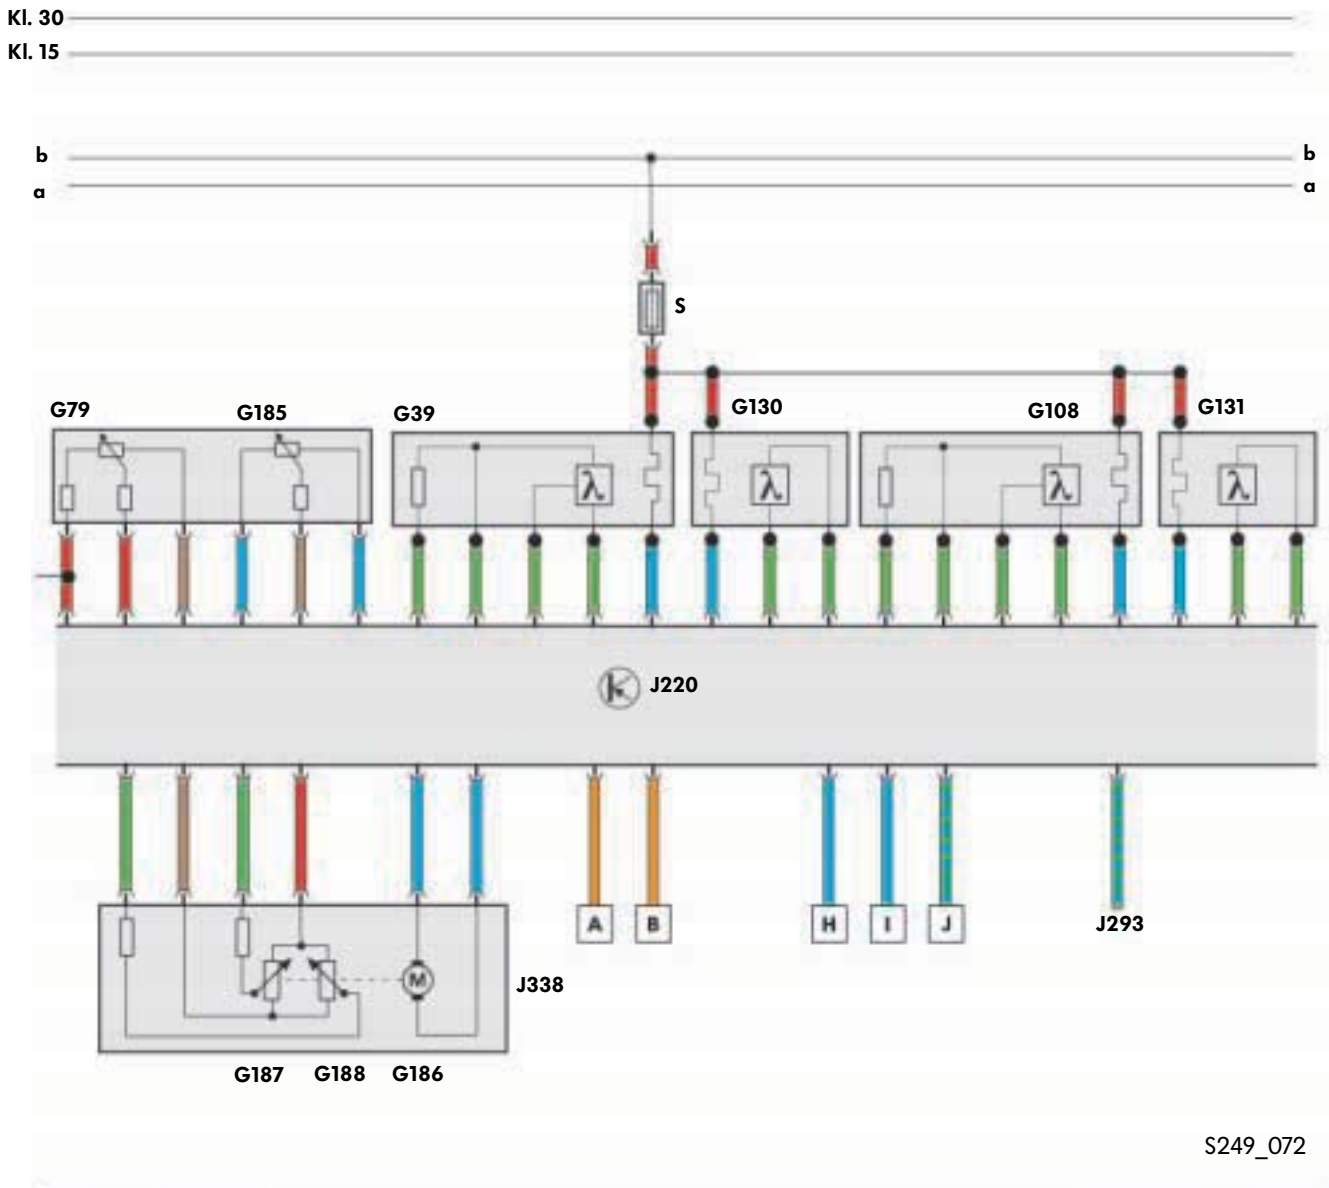 Kl. 30
Kl. 15
b b
a a
S
G79 G185 G39 G130 G108 G131
λ λ λ λ
J220
A B H I J J293
M J338
G187 G188 G186
S249_072